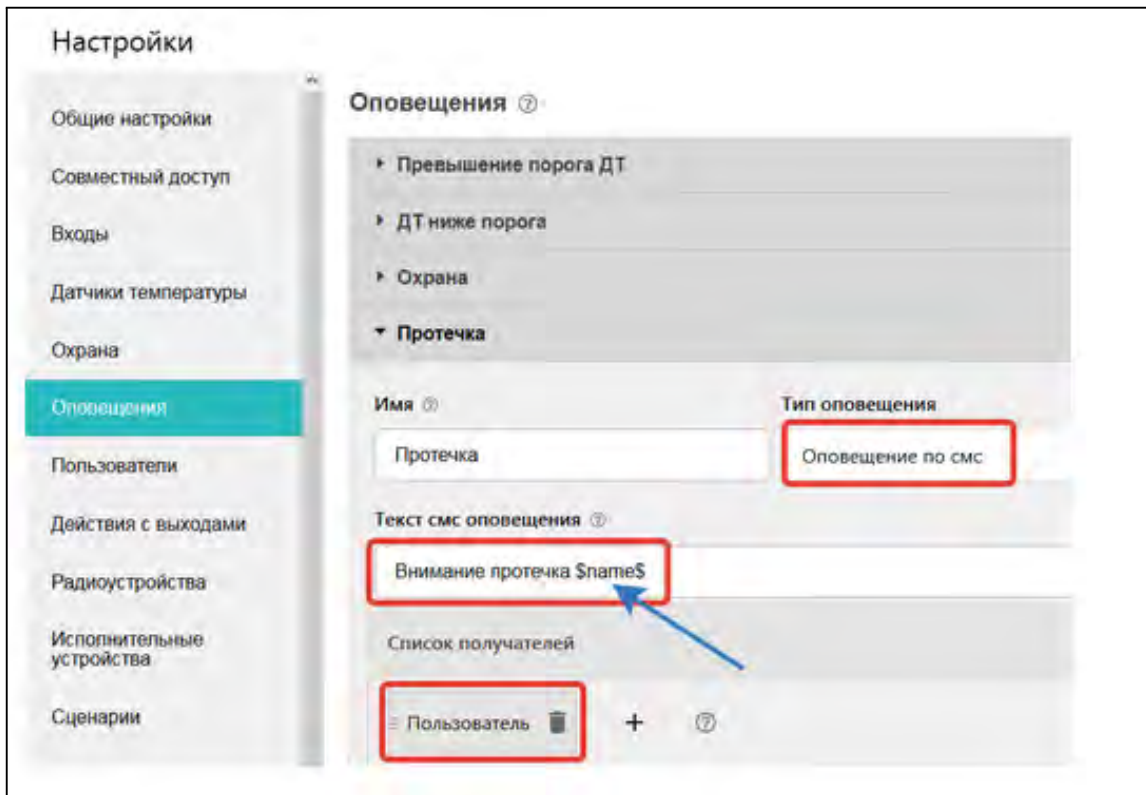 Настройки
Общие настройки
Совместный доступ
Входы
Датчики температуры
Охрана
Оповещения
Пользователи
Действия с выходами
Радиоустройства
Исполнительные
устройства
Сценарии
Оповещения ?
Превышение порога ДТ
ДТ ниже порога
Охрана
Протечка
Имя ?
Тип оповещения
Протечка
Оповещение по смс
Текст смс оповещения ?
Внимание протечка $name$
Список получателей
Пользователь + ?